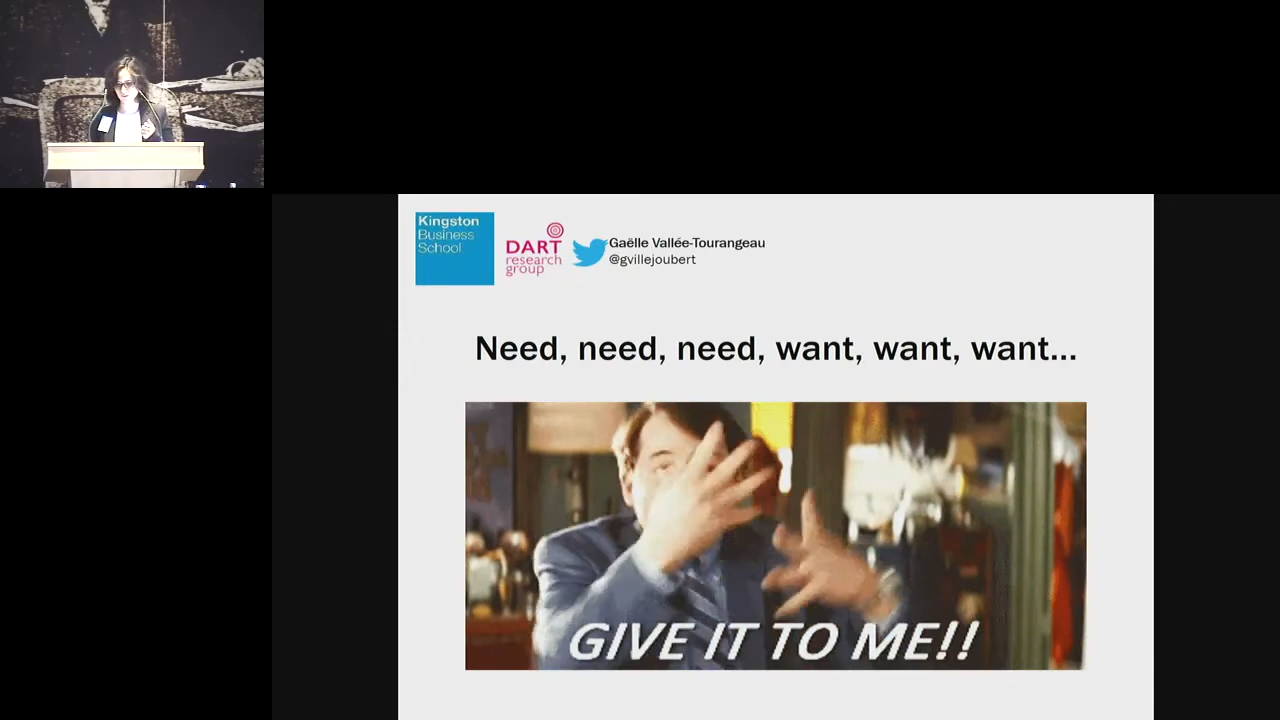 Kingston
Business
School
DART
research
group
Gaëlle Vallée-Tourangeau
@gvillejoubert
Need, need, need, want, want, want...
GIVE IT TO ME!!